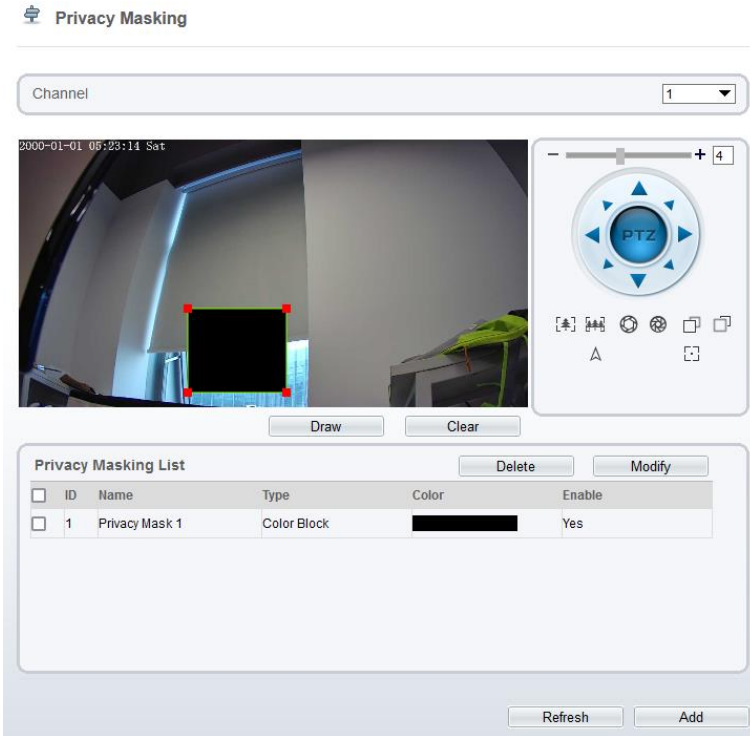 Privacy Masking
Channel
1
2000-01-01 05:23:14 Sat
4
PTZ
Draw Clear
Privacy Masking List Delete Modify
ID Name Type Color Enable
1 Privacy Mask 1 Color Block Yes
Refresh Add